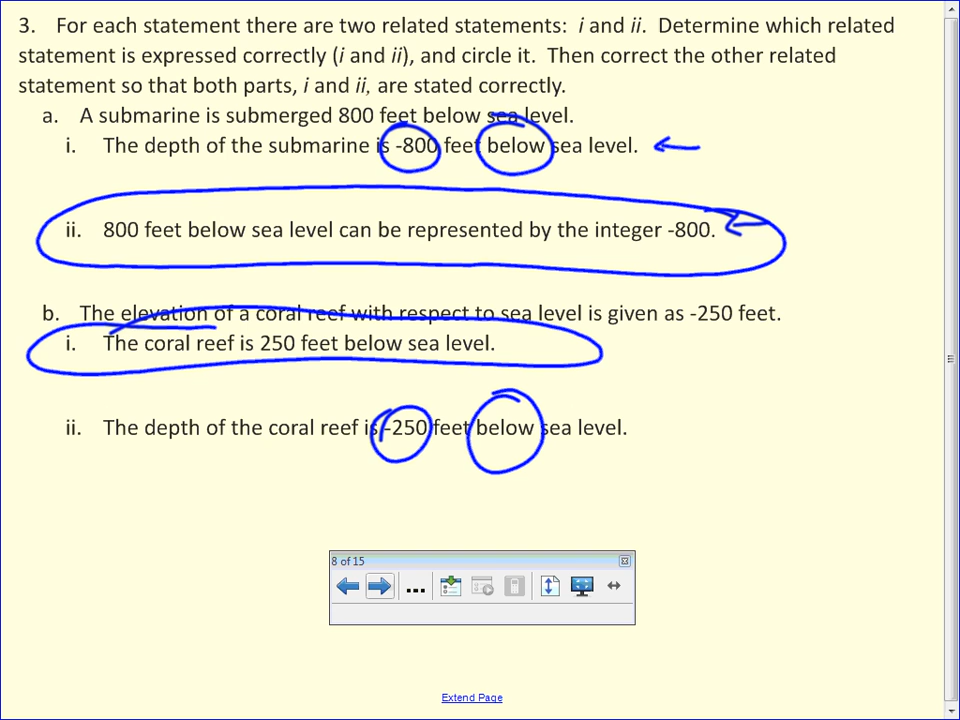 3. For each statement there are two related statements: i and ii. Determine which related
statement is expressed correctly (i and ii), and circle it. Then correct the other related
statement so that both parts, i and ii, are stated correctly.
a. A submarine is submerged 800 feet below sea level.
i. The depth of the submarine is -800 feet below sea level.
ii. 800 feet below sea level can be represented by the integer -800.
b. The elevation of a coral reef with respect to sea level is given as -250 feet.
i. The coral reef is 250 feet below sea level.
ii. The depth of the coral reef is -250 feet below sea level.
8 of 15
Extend Page